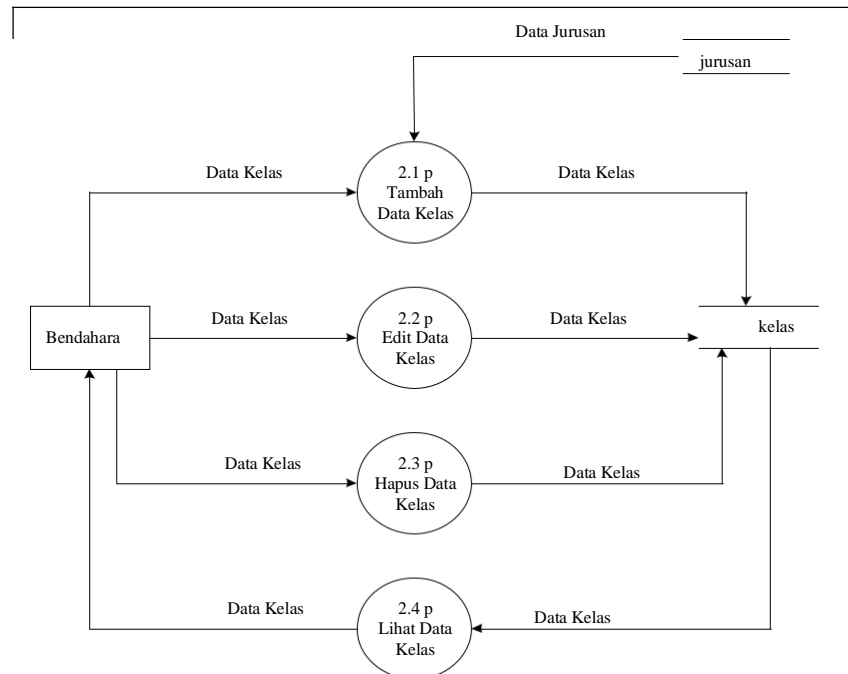 Data Jurusan
jurusan
Data Kelas
2.1 p
Tambah
Data Kelas
Data Kelas
Bendahara
Data Kelas
2.2 p
Edit Data
Kelas
Data Kelas
kelas
Data Kelas
2.3 p
Hapus Data
Kelas
Data Kelas
Data Kelas
2.4 p
Lihat Data
Kelas
Data Kelas